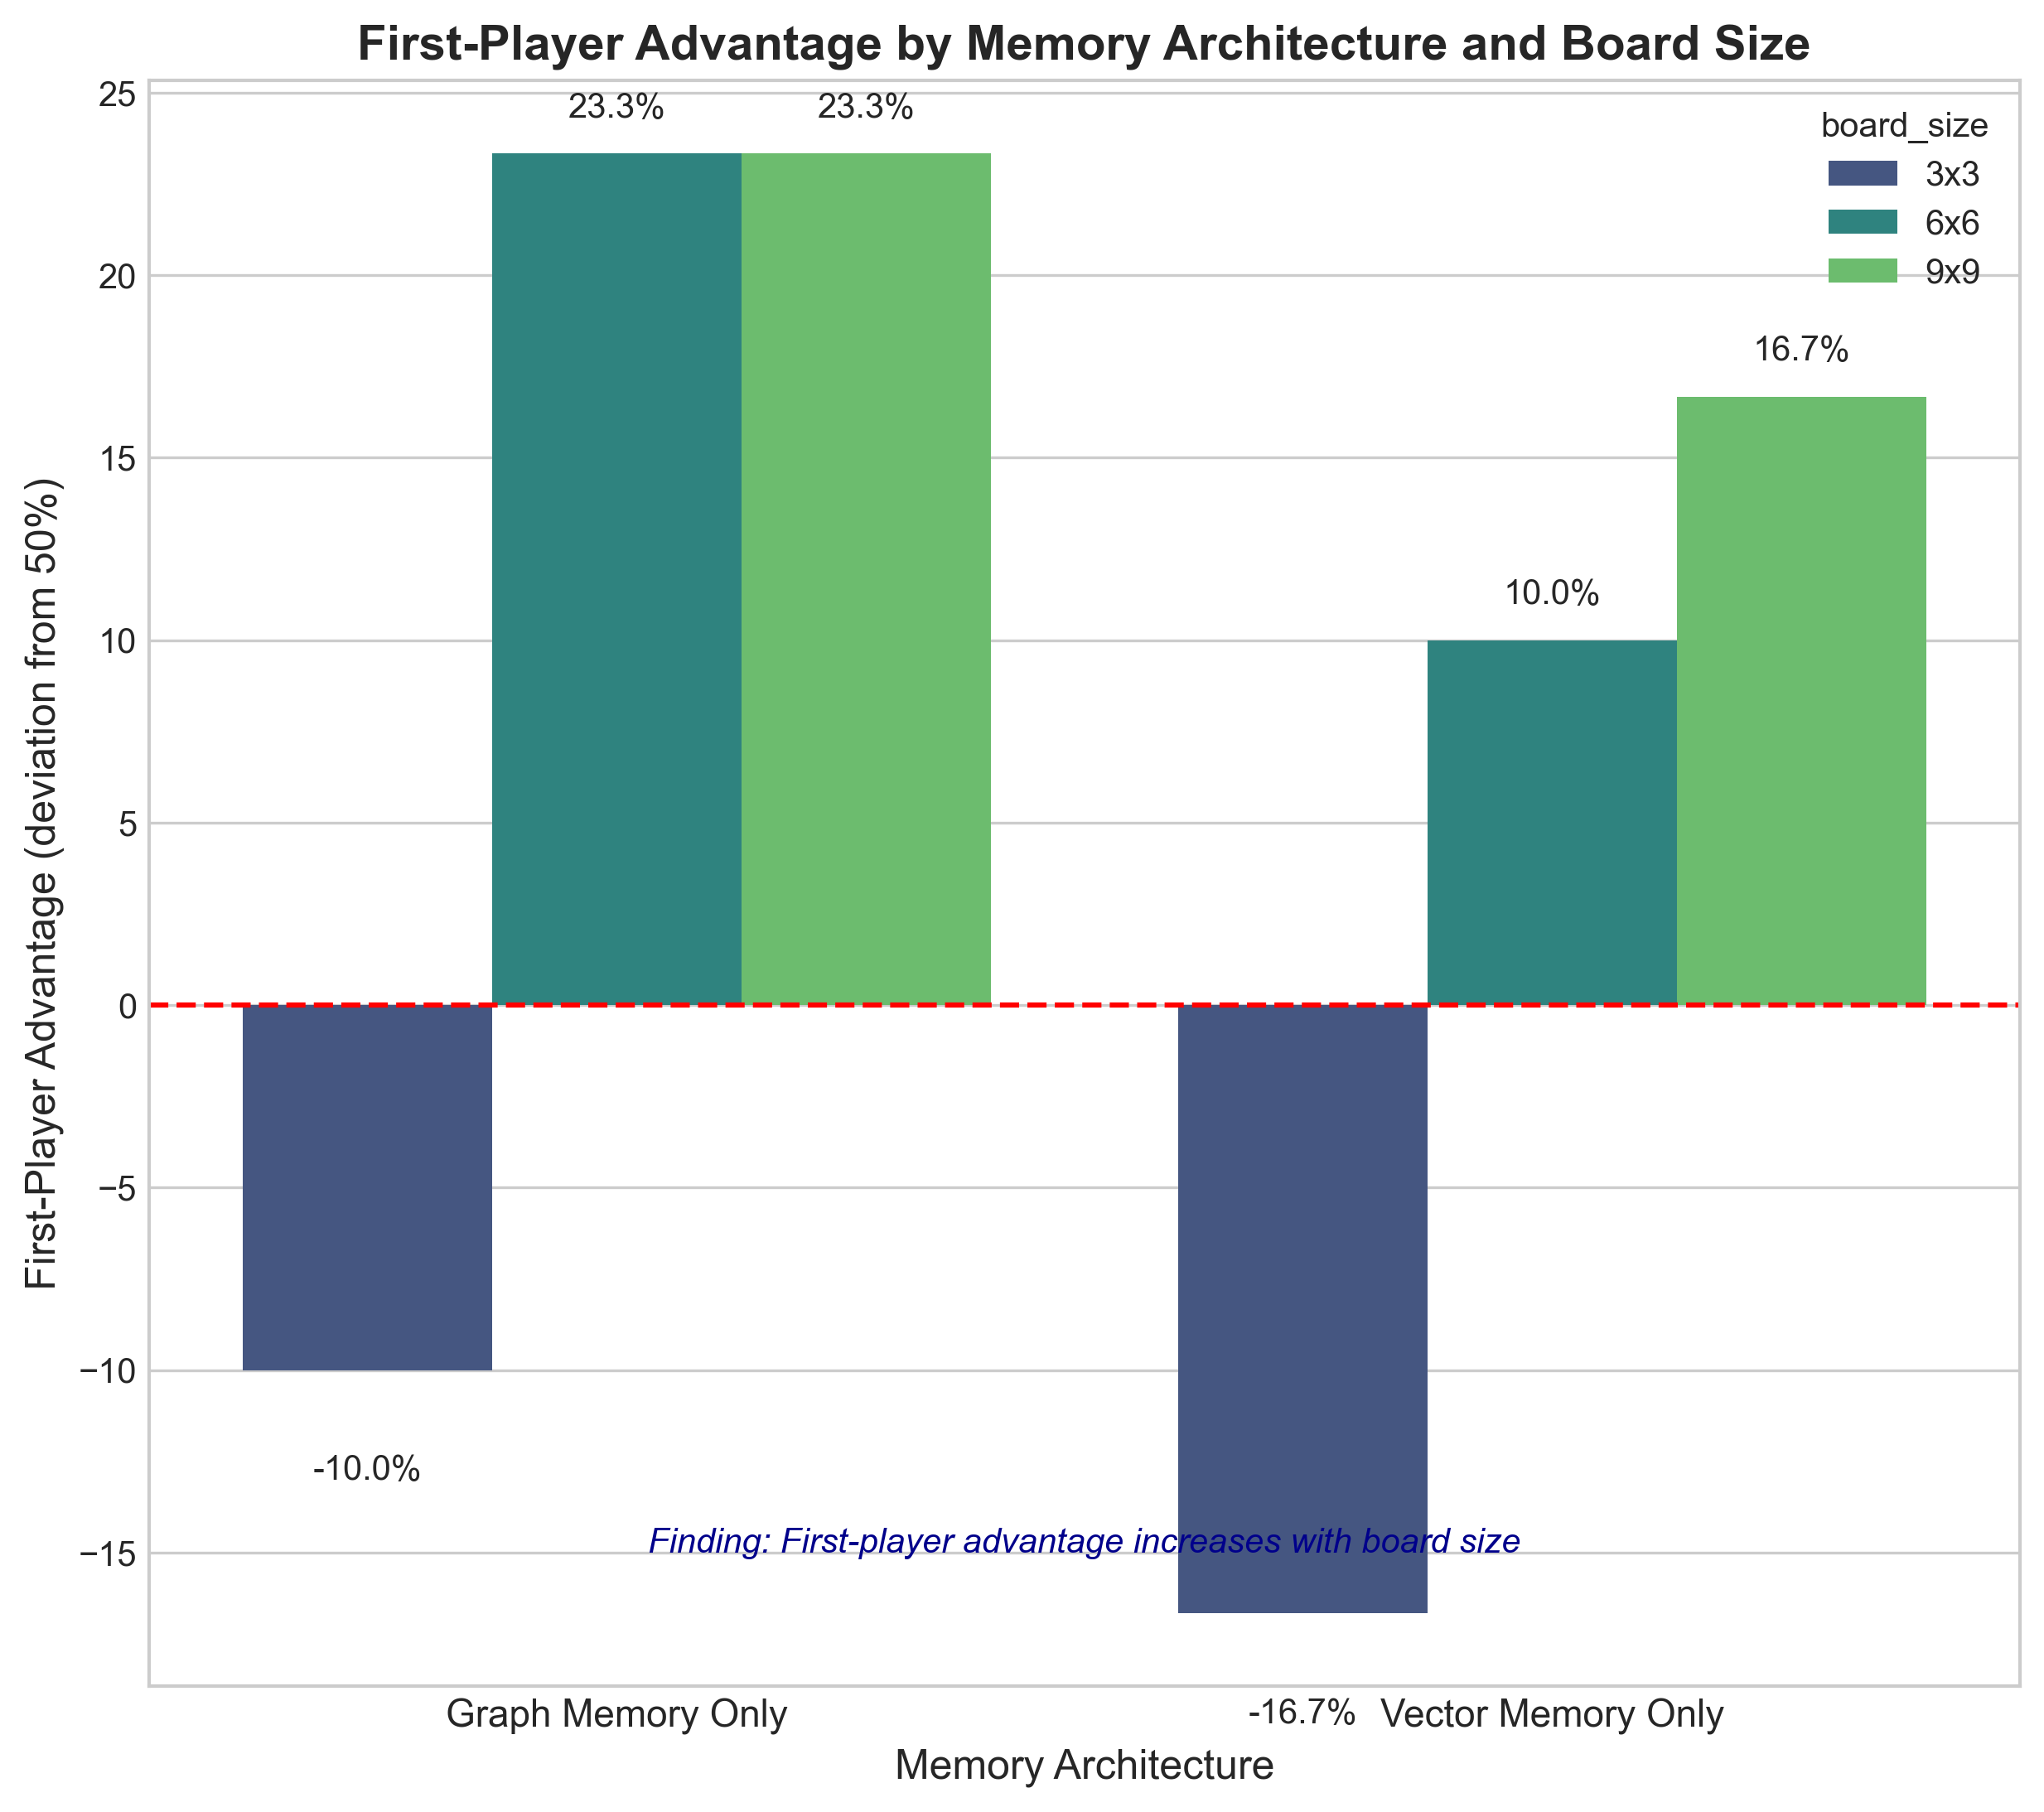 First-Player Advantage by Memory Architecture and Board Size
First-Player Advantage (deviation from 50%)
25
20
15
10
5
0
−5
−10
−15
23.3%
23.3%
board_size
3x3
6x6
9x9
16.7%
10.0%
-10.0%
Finding: First-player advantage increases with board size
Graph Memory Only
-16.7%
Vector Memory Only
Memory Architecture